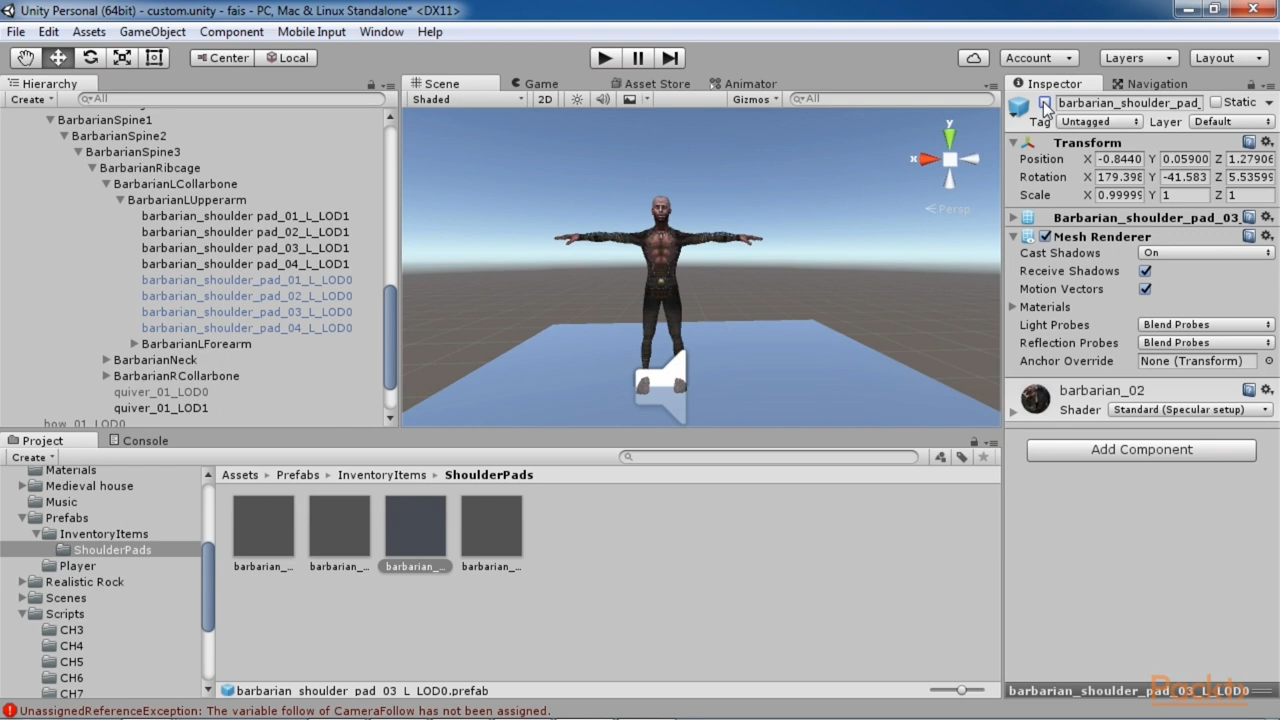 Unity Personal (64bit) - custom.unity - fais - PC, Mac & Linux Standalone* <DX11>
File Edit Assets GameObject Component Mobile Input Window Help
Center Local Account Layers Layout
Hierarchy
Create All
BarbarianSpine1
BarbarianSpine2
BarbarianSpine3
BarbarianRibcage
BarbarianLCollarbone
BarbarianLUpperarm
barbarian_shoulder pad_01_L_LOD1
barbarian_shoulder pad_02_L_LOD1
barbarian_shoulder pad_03_L_LOD1
barbarian_shoulder pad_04_L_LOD1
barbarian_shoulder_pad_01_L_LOD0
barbarian_shoulder_pad_02_L_LOD0
barbarian_shoulder_pad_03_L_LOD0
barbarian_shoulder_pad_04_L_LOD0
BarbarianLForearm
BarbarianNeck
BarbarianRCollarbone
quiver_01_LOD0
quiver_01_LOD1
bow_01_LOD0
Scene Game Asset Store Animator
Shaded 2D Gizmos All
y
x
Persp
Inspector Navigation
barbarian_shoulder_pad_ Static
Tag Untagged Layer Default
Transform
Position X -0.8440 Y 0.05900 Z 1.27906
Rotation X 179.398 Y -41.583 Z 5.53599
Scale X 0.99999 Y 1 Z 1
Barbarian_shoulder_pad_03_
Mesh Renderer
Cast Shadows On
Receive Shadows
Motion Vectors
Materials
Light Probes Blend Probes
Reflection Probes Blend Probes
Anchor Override None (Transform)
barbarian_02
Shader Standard (Specular setup)
Add Component
barbarian_shoulder_pad_03_L_LOD0
Packt
Project Console
Create
Materials
Medieval house
Music
Prefabs
InventoryItems
ShoulderPads
Player
Realistic Rock
Scenes
Scripts
CH3
CH4
CH5
CH6
CH7
Assets Prefabs InventoryItems ShoulderPads
barbarian_... barbarian_... barbarian_... barbarian_...
barbarian_shoulder_pad_03_L_LOD0.prefab
UnassignedReferenceException: The variable follow of CameraFollow has not been assigned.